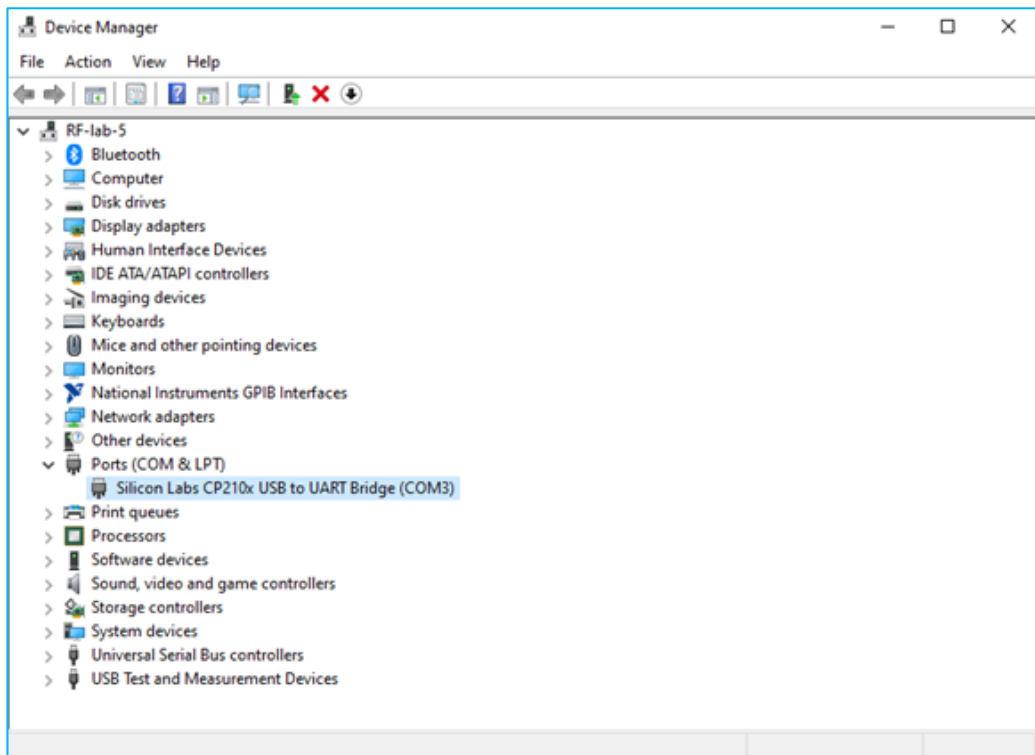 Device Manager
File Action View Help
RF-lab-5
Bluetooth
Computer
Disk drives
Display adapters
Human Interface Devices
IDE ATA/ATAPI controllers
Imaging devices
Keyboards
Mice and other pointing devices
Monitors
National Instruments GPIB Interfaces
Network adapters
Other devices
Ports (COM & LPT)
Silicon Labs CP210x USB to UART Bridge (COM3)
Print queues
Processors
Software devices
Sound, video and game controllers
Storage controllers
System devices
Universal Serial Bus controllers
USB Test and Measurement Devices